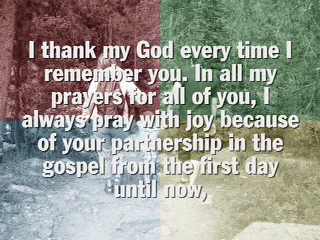 I thank my God every time I
remember you. In all my
prayers for all of you, I
always pray with joy because
of your partnership in the
gospel from the first day
until now,